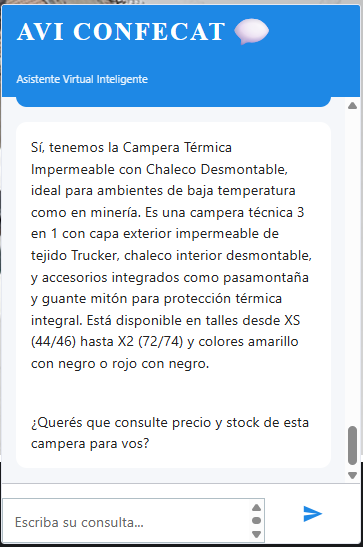 AVI CONFECAT 💬
Asistente Virtual Inteligente
Sí, tenemos la Campera Térmica
Impermeable con Chaleco Desmontable,
ideal para ambientes de baja temperatura
como en minería. Es una campera técnica 3
en 1 con capa exterior impermeable de
tejido Trucker, chaleco interior desmontable,
y accesorios integrados como pasamontaña
y guante mitón para protección térmica
integral. Está disponible en talles desde XS
(44/46) hasta X2 (72/74) y colores amarillo
con negro o rojo con negro.
¿Querés que consulte precio y stock de esta
campera para vos?
Escriba su consulta...